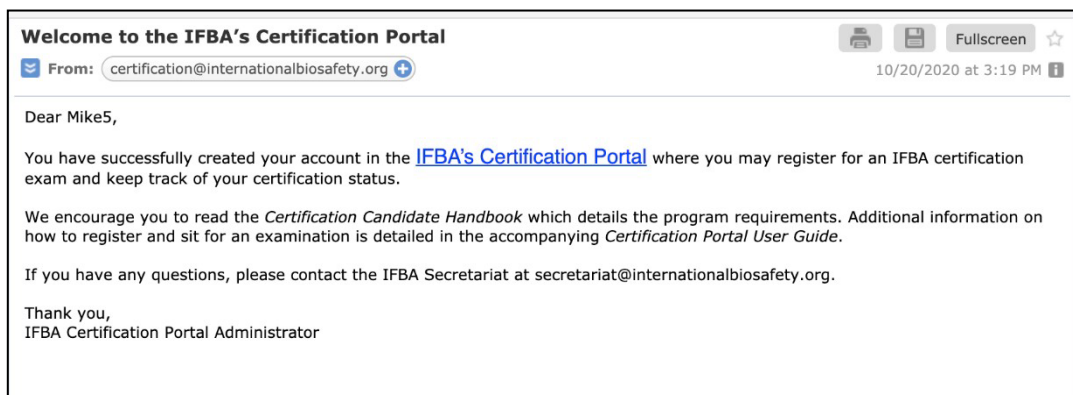 Welcome to the IFBA's Certification Portal
Fullscreen
From: certification@internationalbiosafety.org
10/20/2020 at 3:19 PM
Dear Mike5,
You have successfully created your account in the IFBA's Certification Portal where you may register for an IFBA certification
exam and keep track of your certification status.
We encourage you to read the Certification Candidate Handbook which details the program requirements. Additional information on
how to register and sit for an examination is detailed in the accompanying Certification Portal User Guide.
If you have any questions, please contact the IFBA Secretariat at secretariat@internationalbiosafety.org.
Thank you,
IFBA Certification Portal Administrator